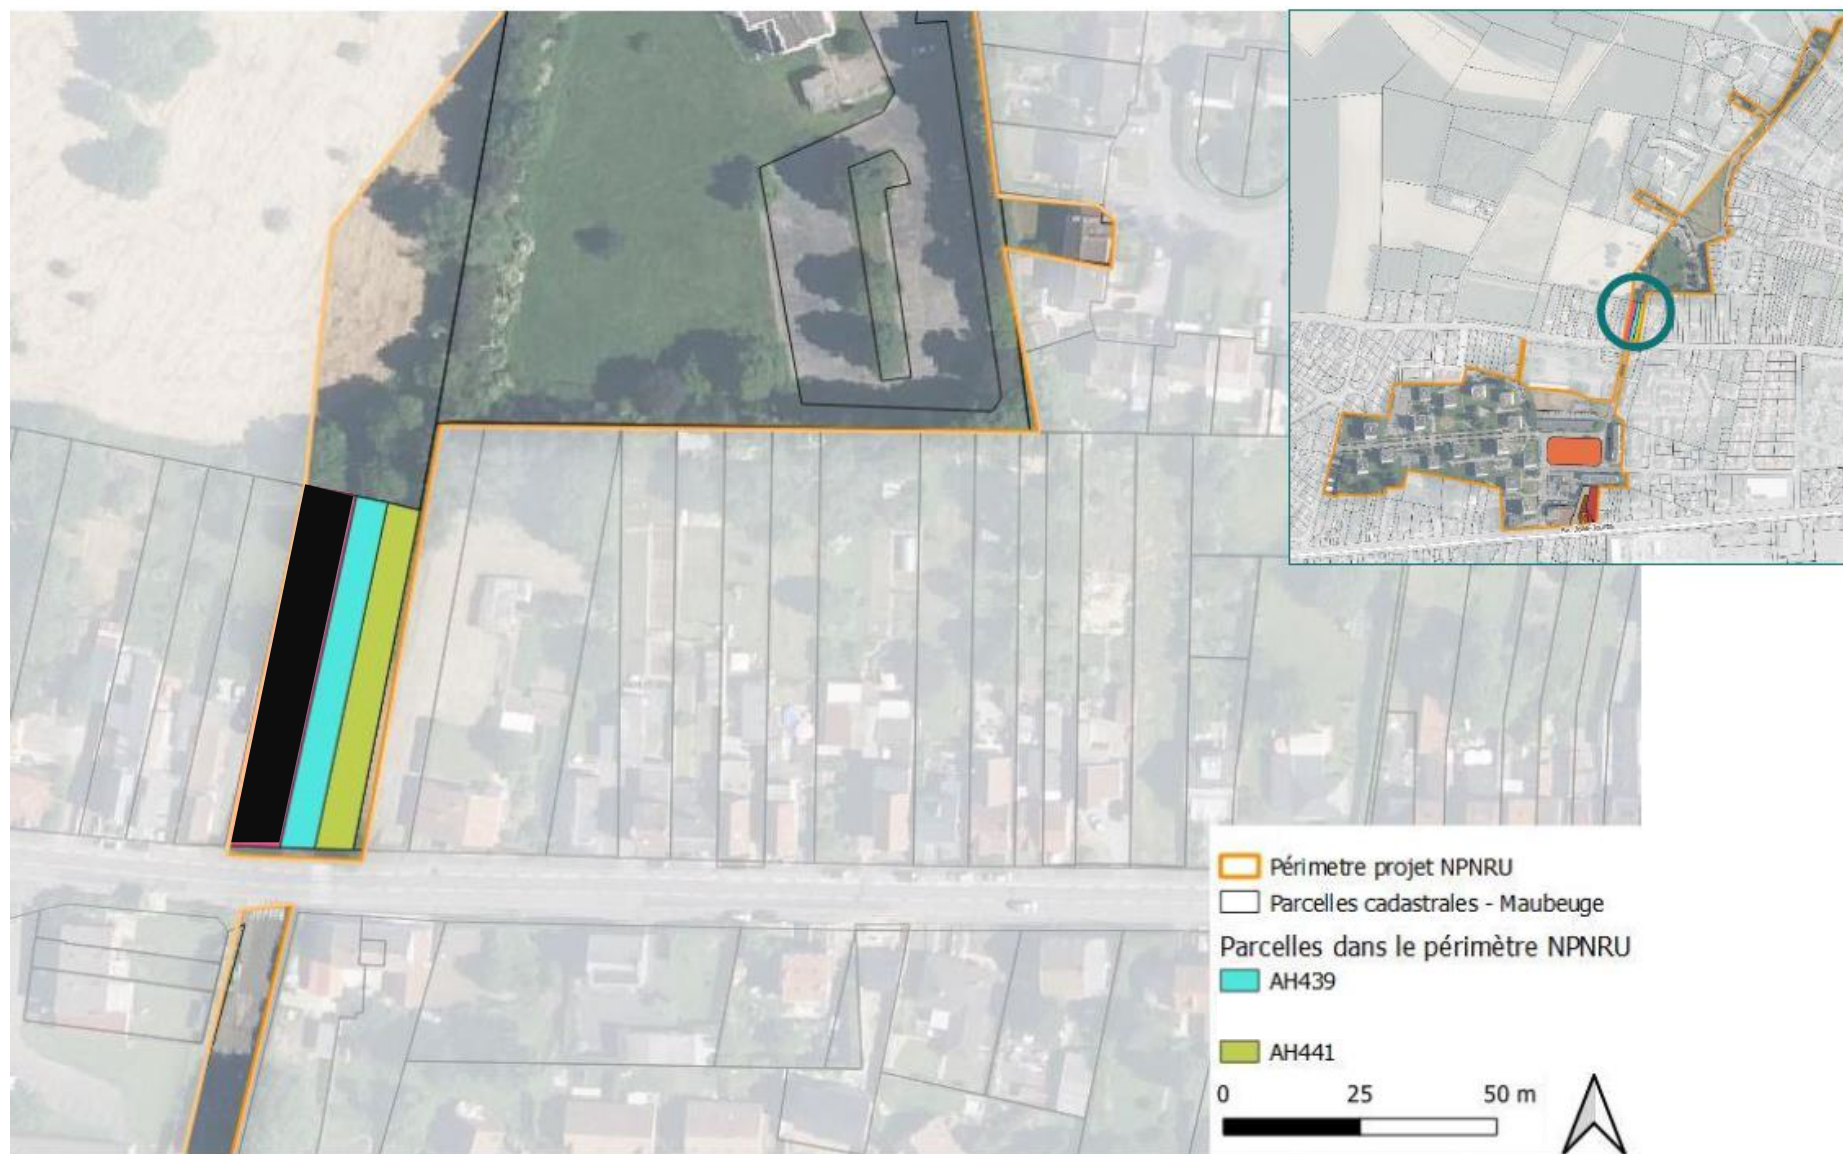 Périmetre projet NPNRU
Parcelles cadastrales - Maubeuge
Parcelles dans le périmètre NPNRU
AH439
AH441
0 25 50 m